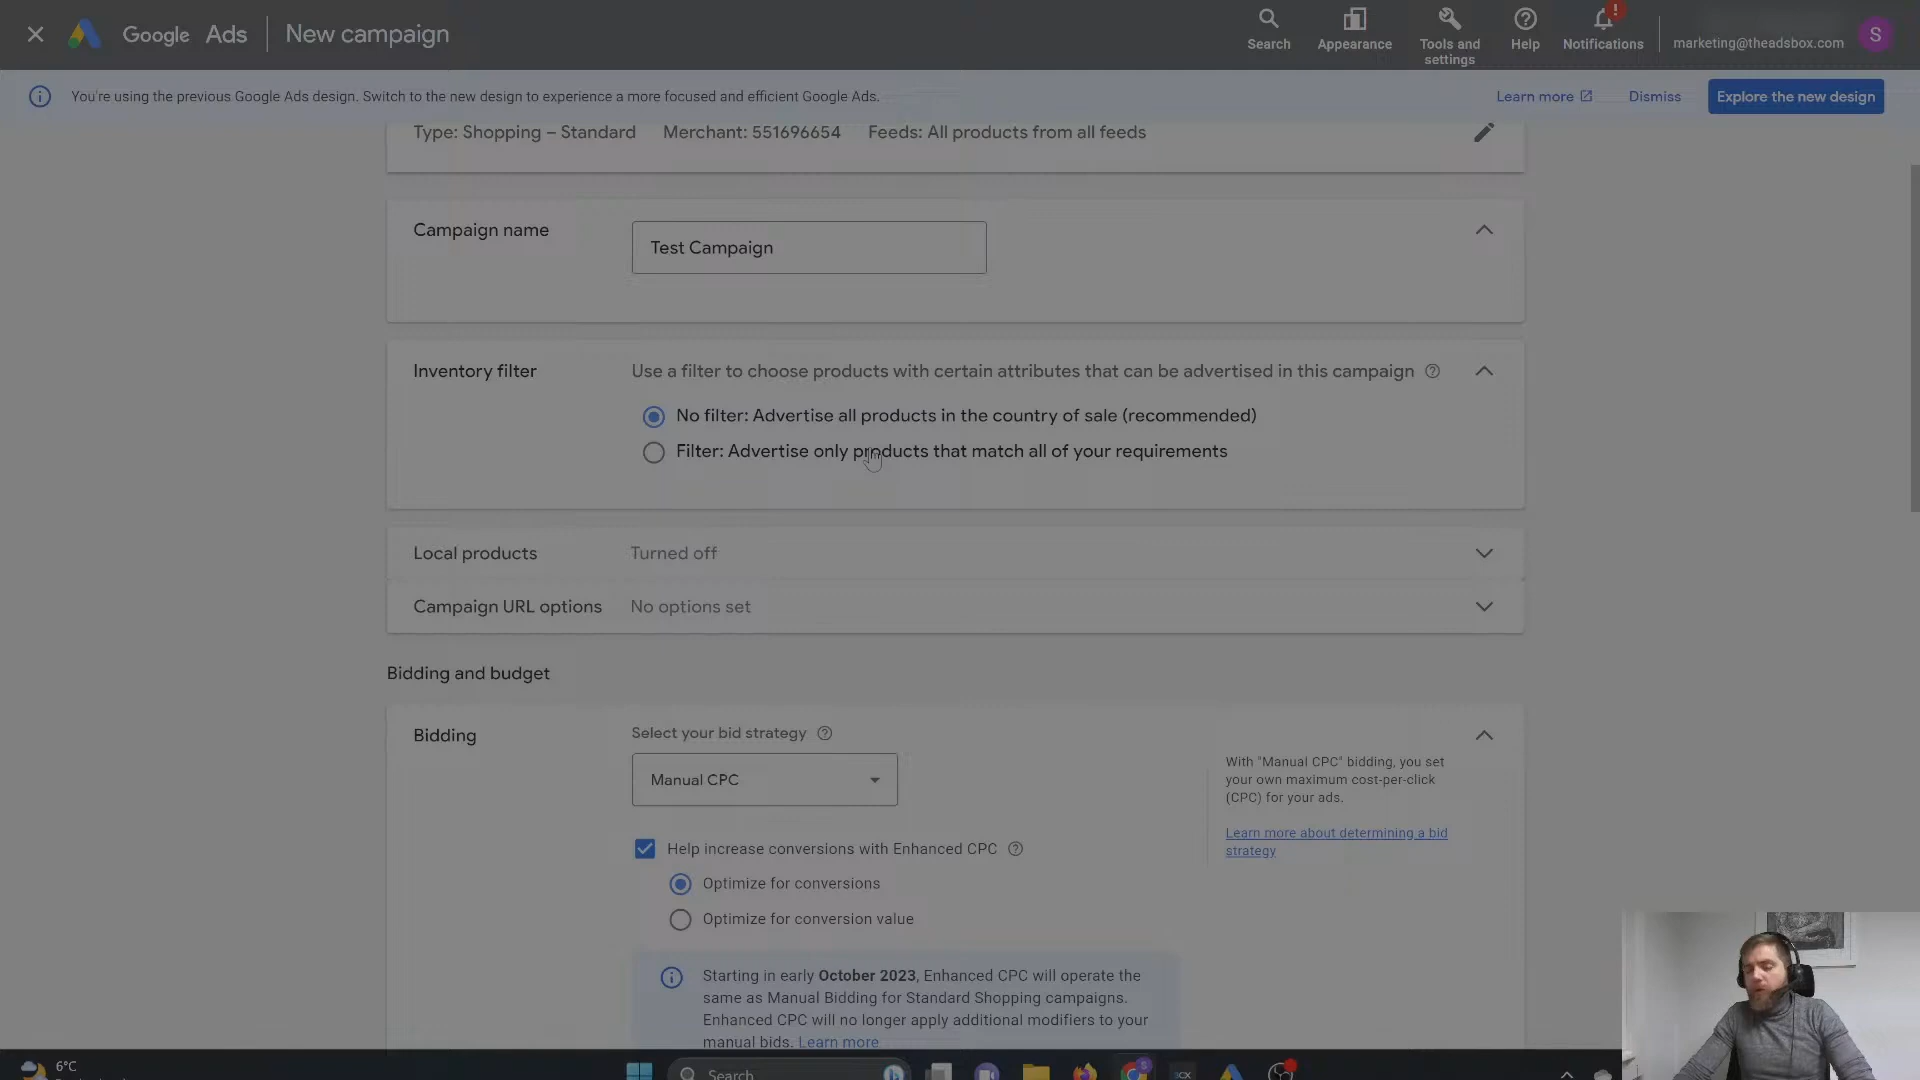 Google Ads New campaign
Search
Appearance
Tools and settings
Help
!
Notifications
marketing@theadsbox.com
S
You're using the previous Google Ads design. Switch to the new design to experience a more focused and efficient Google Ads.
Learn more
Dismiss
Explore the new design
Type: Shopping – Standard Merchant: 551696654 Feeds: All products from all feeds
Campaign name
Test Campaign
Inventory filter
Use a filter to choose products with certain attributes that can be advertised in this campaign
No filter: Advertise all products in the country of sale (recommended)
Filter: Advertise only products that match all of your requirements
Local products Turned off
Campaign URL options No options set
Bidding and budget
Bidding
Select your bid strategy
Manual CPC
Help increase conversions with Enhanced CPC
Optimize for conversions
Optimize for conversion value
Starting in early October 2023, Enhanced CPC will operate the
same as Manual Bidding for Standard Shopping campaigns.
Enhanced CPC will no longer apply additional modifiers to your
manual bids. Learn more
With "Manual CPC" bidding, you set
your own maximum cost-per-click
(CPC) for your ads.
Learn more about determining a bid
strategy
6°C
Search